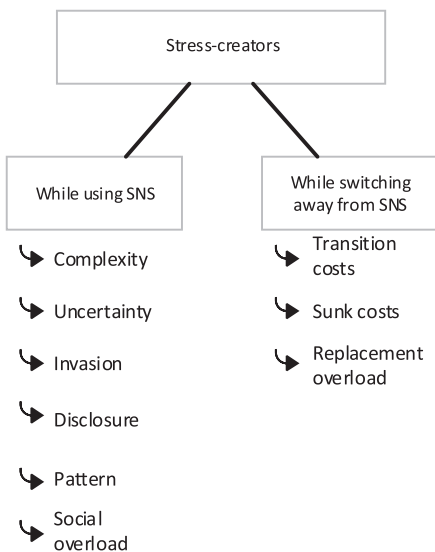 Stress-creators
While using SNS
Complexity
Uncertainty
Invasion
Disclosure
Pattern
Social
overload
While switching
away from SNS
Transition
costs
Sunk costs
Replacement
overload